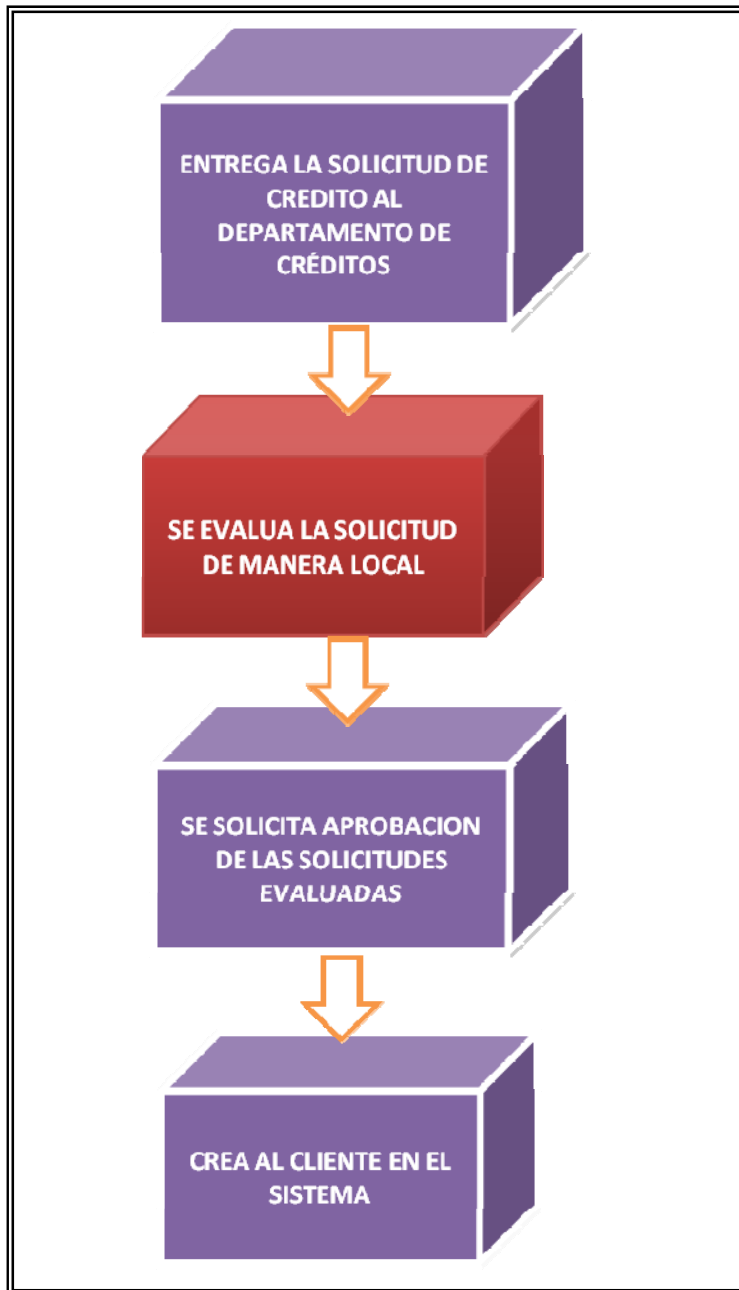 ENTREGA LA SOLICITUD DE
CREDITO AL
DEPARTAMENTO DE
CRÉDITOS
SE EVALUA LA SOLICITUD
DE MANERA LOCAL
SE SOLICITA APROBACION
DE LAS SOLICITUDES
EVALUADAS
CREA AL CLIENTE EN EL
SISTEMA